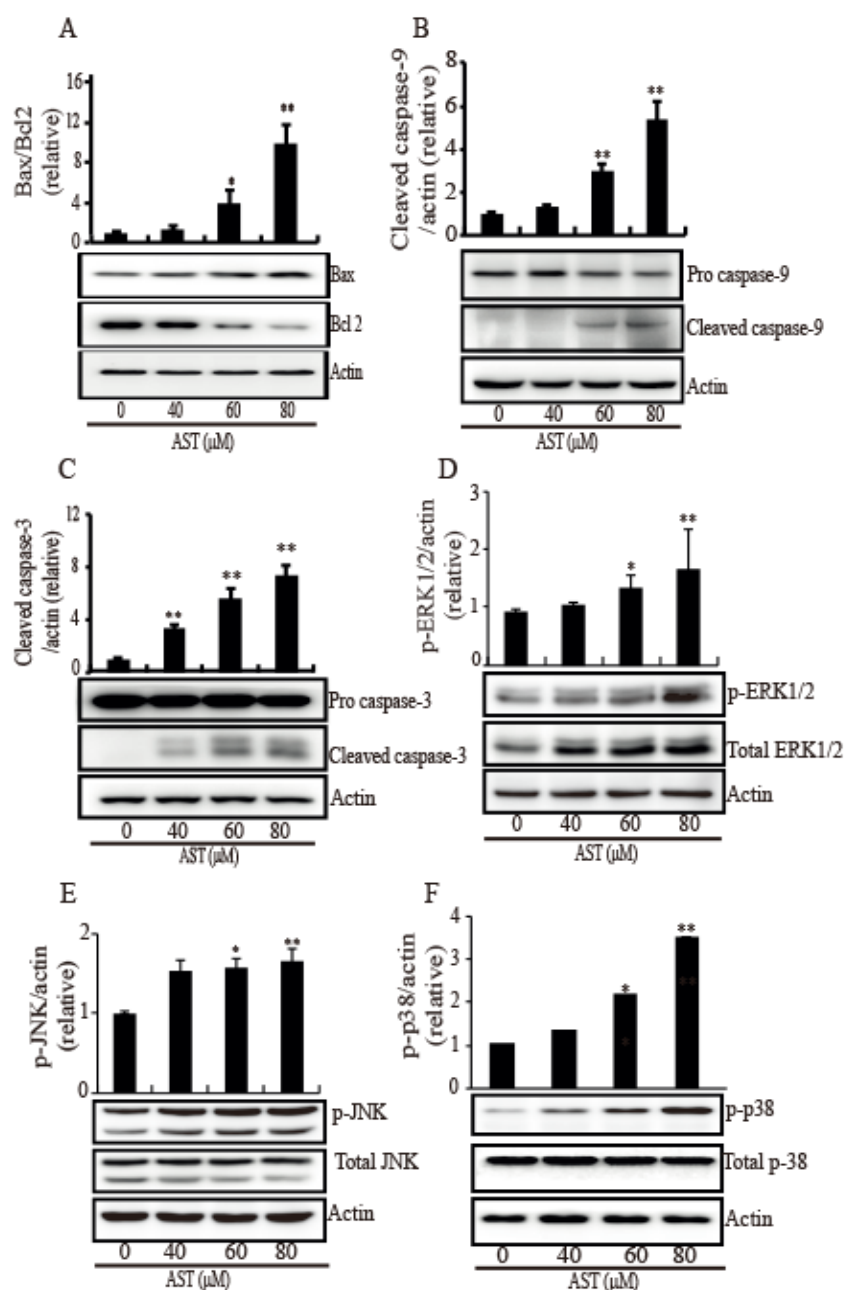 A
Bax/Bcl2
(relative)
16
12
8
4
0
*
**
Bax
Bcl 2
Actin
0 40 60 80
AST (µM)
B
Cleaved caspase-9
/actin (relative)
8
6
4
2
0
**
**
Pro caspase-9
Cleaved caspase-9
Actin
0 40 60 80
AST (µM)
C
Cleaved caspase-3
/actin (relative)
12
8
4
0
**
**
**
Pro caspase-3
Cleaved caspase-3
Actin
0 40 60 80
AST (µM)
D
p-ERK1/2/actin
(relative)
3
2
1
0
*
**
p-ERK1/2
Total ERK1/2
Actin
0 40 60 80
AST (µM)
E
p-JNK/actin
(relative)
2
1
0
*
**
p-JNK
Total JNK
Actin
0 40 60 80
AST (µM)
F
p-p38/actin
(relative)
4
3
2
1
0
*
**
*
**
p-p38
Total p-38
Actin
0 40 60 80
AST (µM)